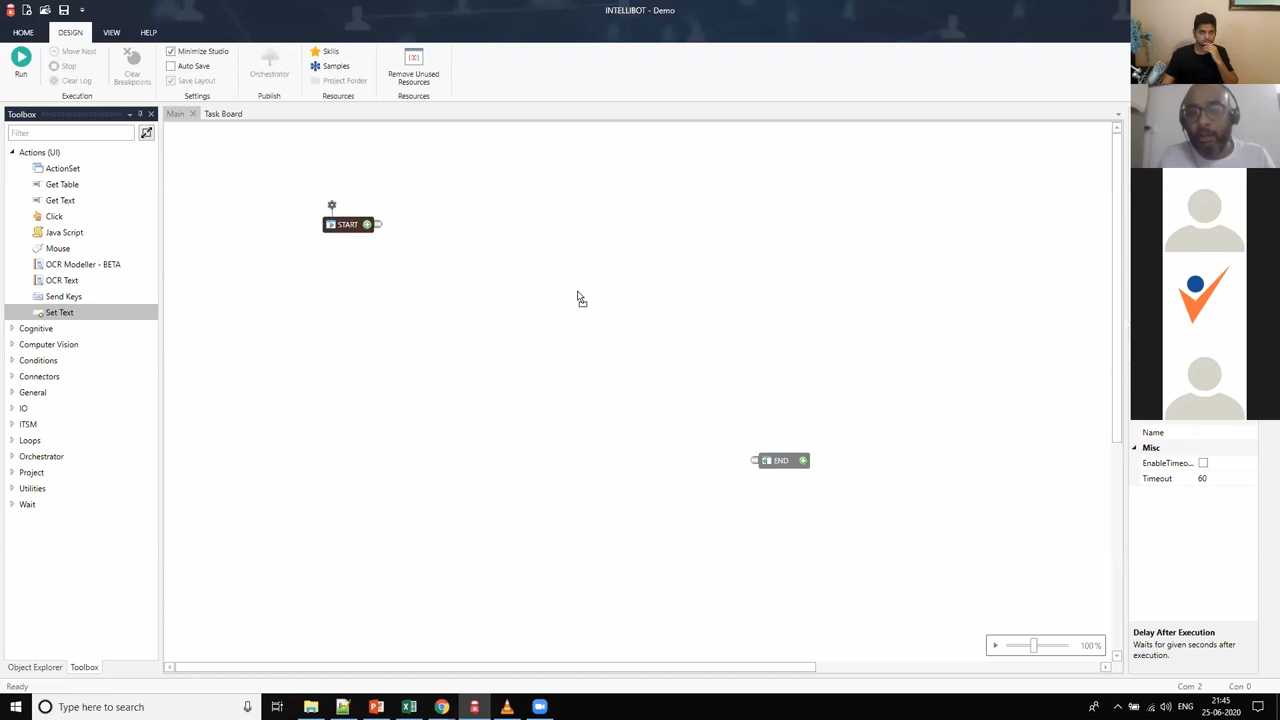 INTELLIBOT - Demo
HOME
DESIGN
VIEW
HELP
Run
Move Next
Stop
Clear Log
Execution
Clear
Breakpoints
Minimize Studio
Auto Save
Save Layout
Settings
Orchestrator
Publish
Skills
Samples
Project Folder
Resources
Remove Unused
Resources
Resources
Toolbox
Filter
Actions (UI)
ActionSet
Get Table
Get Text
Click
Java Script
Mouse
OCR Modeller - BETA
OCR Text
Send Keys
Set Text
Cognitive
Computer Vision
Conditions
Connectors
General
IO
ITSM
Loops
Orchestrator
Project
Utilities
Wait
Object Explorer
Toolbox
Main
Task Board
START
END
100 %
Name
Misc
EnableTimeo...
Timeout 60
Delay After Execution
Waits for given seconds after
execution.
Ready
Com 2
Con 0
Type here to search
ENG
21:45
25-06-2020